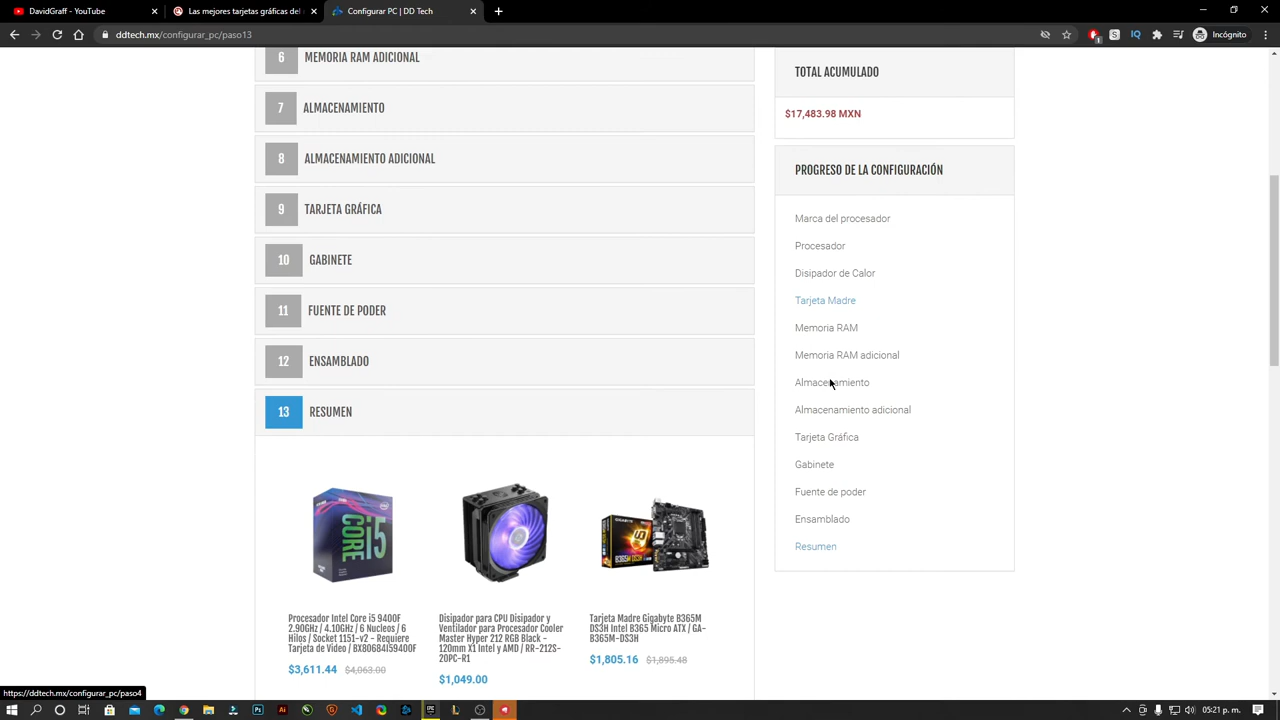 DavidGraff - YouTube
Las mejores tarjetas gráficas del
Configurar PC | DD Tech
ddtech.mx/configurar_pc/paso13
Incógnito
6 MEMORIA RAM ADICIONAL
7 ALMACENAMIENTO
8 ALMACENAMIENTO ADICIONAL
9 TARJETA GRÁFICA
10 GABINETE
11 FUENTE DE PODER
12 ENSAMBLADO
13 RESUMEN
Procesador Intel Core i5 9400F
2.90GHz / 4.10GHz / 6 Nucleos / 6
Hilos / Socket 1151-v2 - Requiere
Tarjeta de Video / BX80684I59400F
$3,611.44 $4,063.00
Disipador para CPU Disipador y
Ventilador para Procesador Cooler
Master Hyper 212 RGB Black -
120mm X1 Intel y AMD / RR-212S-
20PC-R1
$1,049.00
Tarjeta Madre Gigabyte B365M
DS3H Intel B365 Micro ATX / GA-
B365M-DS3H
$1,805.16 $1,895.48
TOTAL ACUMULADO
$17,483.98 MXN
PROGRESO DE LA CONFIGURACIÓN
Marca del procesador
Procesador
Disipador de Calor
Tarjeta Madre
Memoria RAM
Memoria RAM adicional
Almacenamiento
Almacenamiento adicional
Tarjeta Gráfica
Gabinete
Fuente de poder
Ensamblado
Resumen
https://ddtech.mx/configurar_pc/paso4
05:21 p. m.